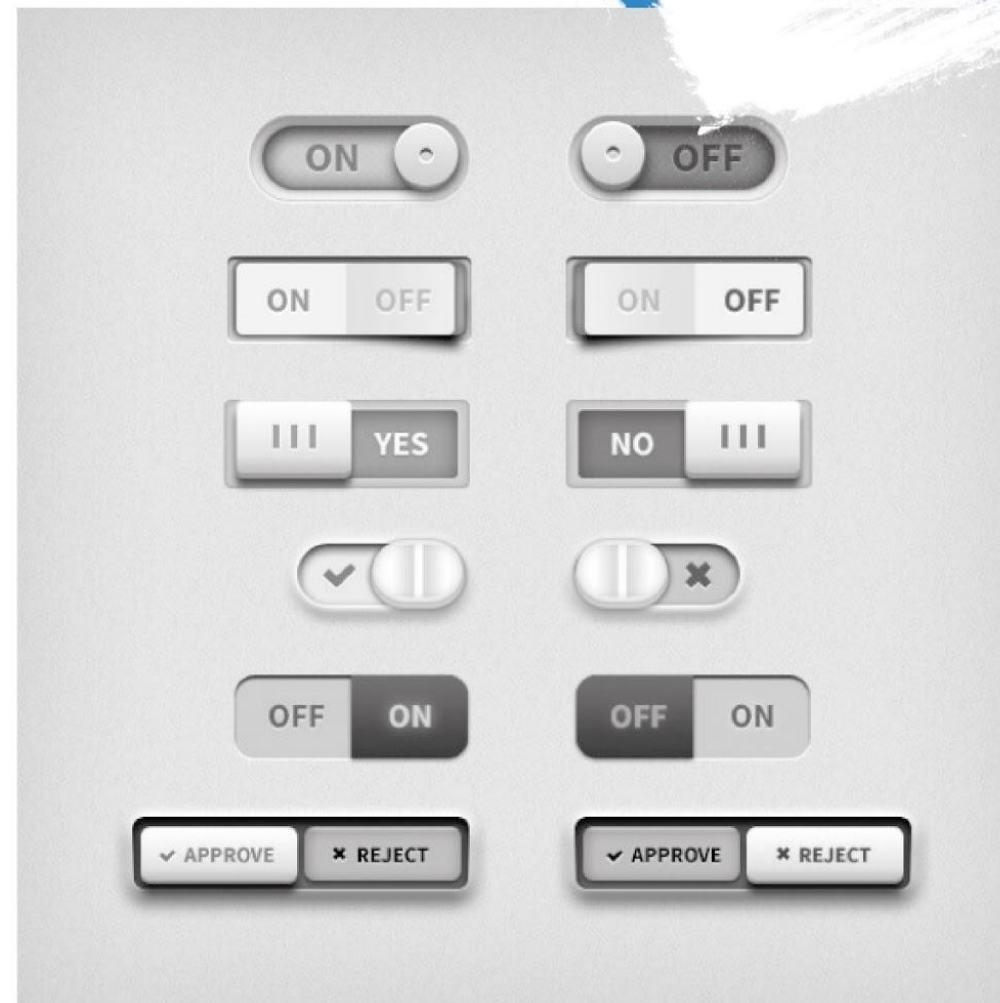 ON OFF
ON OFF ON OFF
YES NO
OFF ON OFF ON
APPROVE REJECT APPROVE REJECT